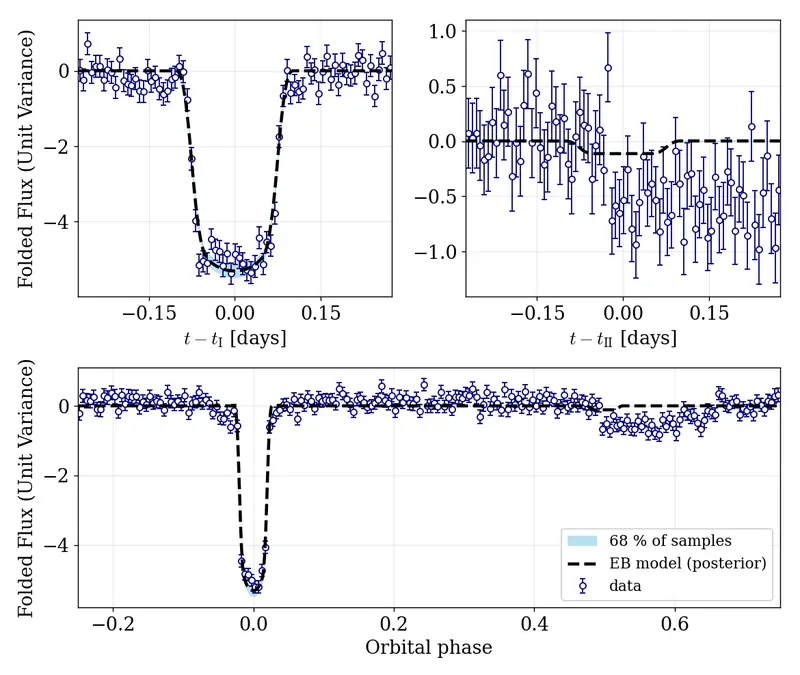 Folded Flux (Unit Variance)
0
−2
−4
−0.15
0.00
0.15
t − t_I [days]
1.0
0.5
0.0
−0.5
−1.0
−0.15
0.00
0.15
t − t_II [days]
Folded Flux (Unit Variance)
0
−2
−4
−0.2
0.0
0.2
0.4
0.6
Orbital phase
68 % of samples
EB model (posterior)
data